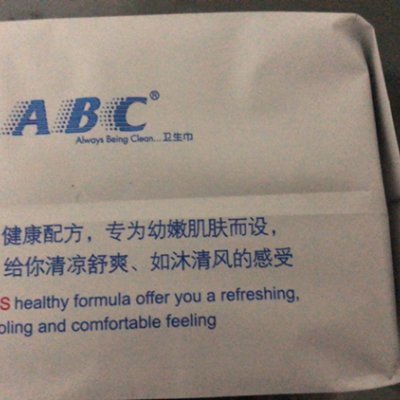 ABC®
Always Being Clean...卫生巾
健康配方，专为幼嫩肌肤而设，
给你清凉舒爽、如沐清风的感受
S healthy formula offer you a refreshing,
oling and comfortable feeling